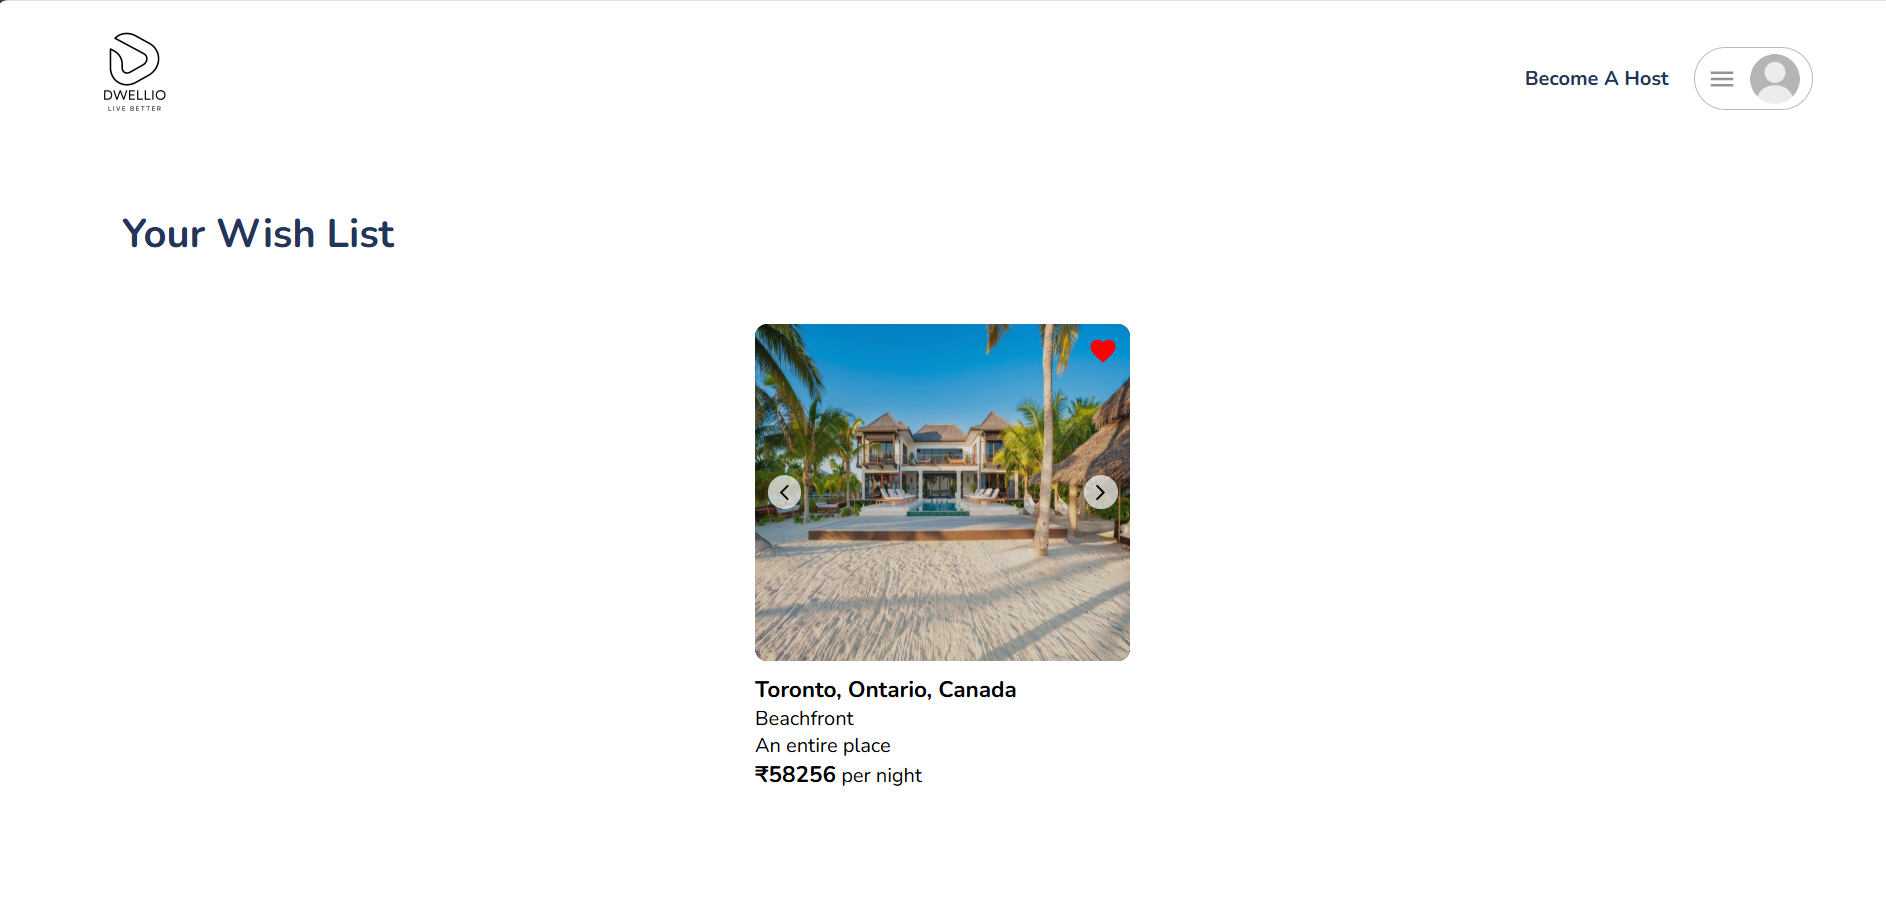 DWELLIO
LIVE BETTER
Become A Host
Your Wish List
Toronto, Ontario, Canada
Beachfront
An entire place
₹58256 per night